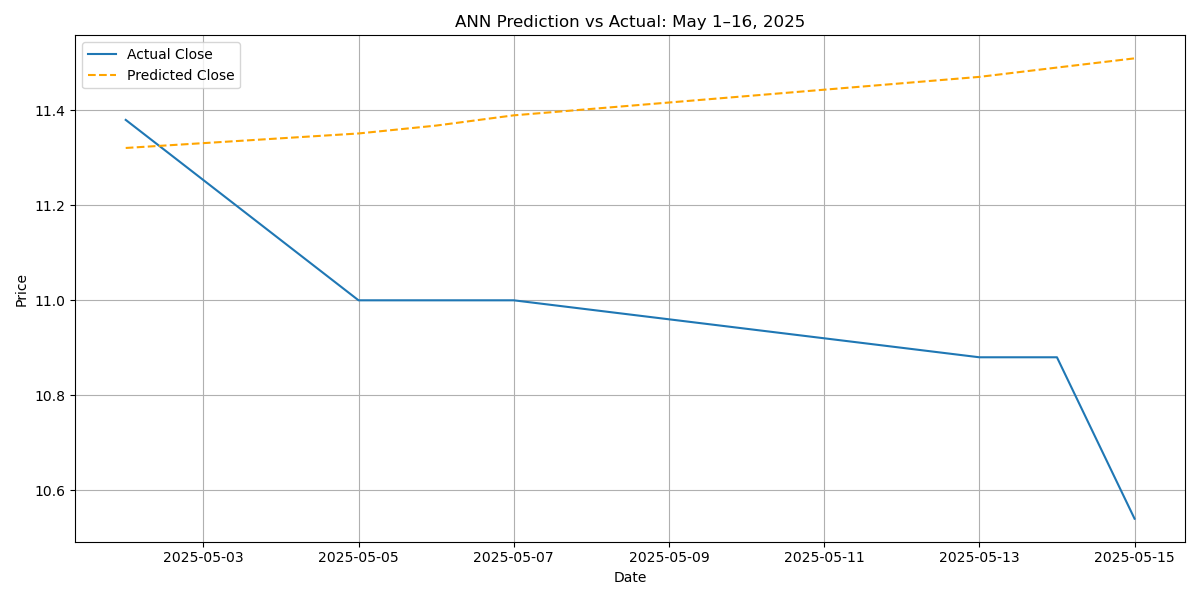 ANN Prediction vs Actual: May 1–16, 2025
Actual Close
Predicted Close
Price
11.4
11.2
11.0
10.8
10.6
2025-05-03
2025-05-05
2025-05-07
2025-05-09
2025-05-11
2025-05-13
2025-05-15
Date